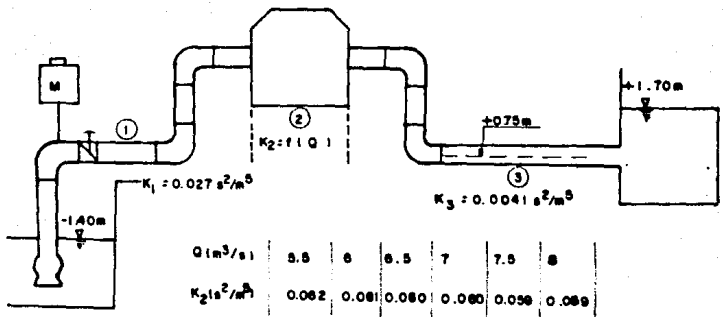 M
1
2
K2=f(Q)
+1.70m
+075m
3
K1=0.027 s²/m⁵
K3=0.0041 s²/m⁵
-1.40m
Q(m³/s) 5.5 6 6.5 7 7.5 8
K2(s²/m⁵) 0.062 0.061 0.060 0.060 0.059 0.059